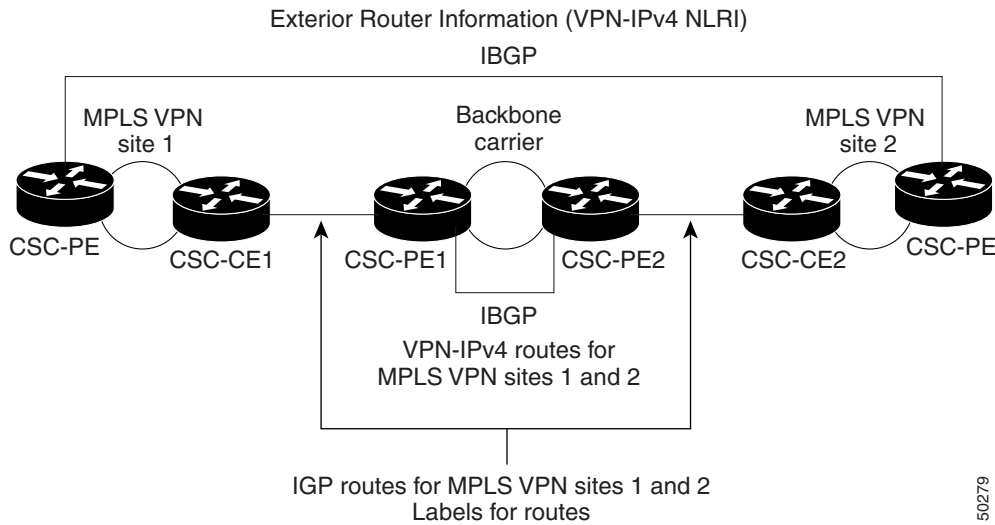 Exterior Router Information (VPN-IPv4 NLRI)
IBGP
MPLS VPN
site 1
Backbone
carrier
MPLS VPN
site 2
CSC-PE
CSC-CE1
CSC-PE1
CSC-PE2
CSC-CE2
CSC-PE
IBGP
VPN-IPv4 routes for
MPLS VPN sites 1 and 2
IGP routes for MPLS VPN sites 1 and 2
Labels for routes
50279